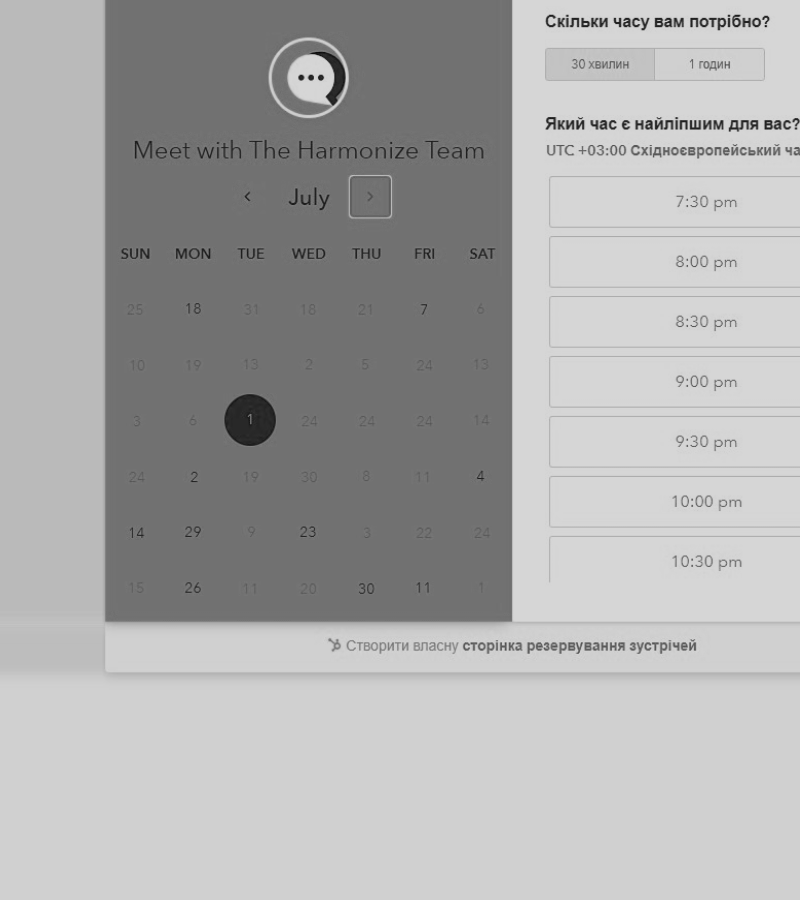 Meet with The Harmonize Team
July
SUN MON TUE WED THU FRI SAT
25 18 31 18 21 7 6
10 19 13 2 5 24 13
3 6 1 24 24 24 14
24 2 19 30 8 11 4
14 29 9 23 3 22 24
15 26 11 20 30 11 1
Скільки часу вам потрібно?
30 хвилин 1 годин
Який час є найліпшим для вас?
UTC +03:00 Східноєвропейський ча
7:30 pm
8:00 pm
8:30 pm
9:00 pm
9:30 pm
10:00 pm
10:30 pm
Створити власну сторінка резервування зустрічей